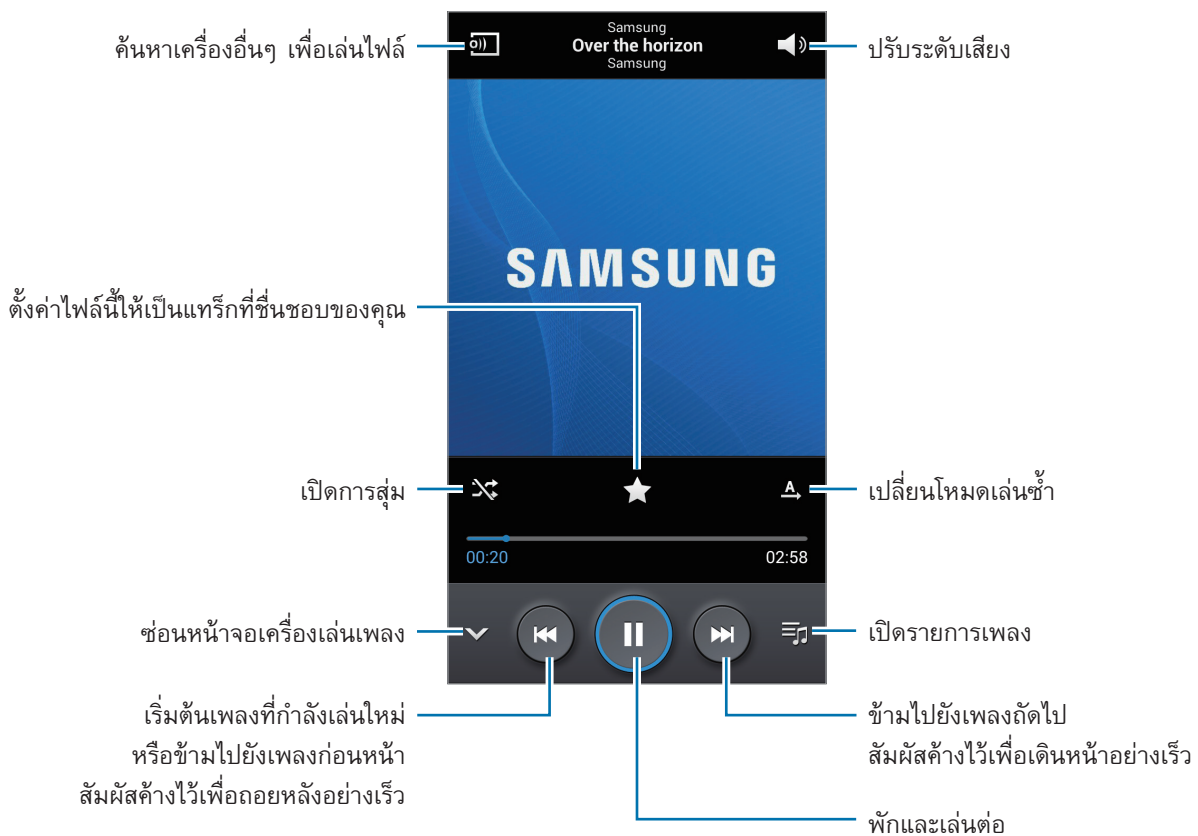 Samsung
Over the horizon
Samsung
ค้นหาเครื่องอื่นๆ เพื่อเล่นไฟล์
ปรับระดับเสียง
SAMSUNG
ตั้งค่าไฟล์นี้ให้เป็นแทร็กที่ชื่นชอบของคุณ
เปิดการสุ่ม
A
เปลี่ยนโหมดเล่นซ้ำ
00:20
02:58
ซ่อนหน้าจอเครื่องเล่นเพลง
เปิดรายการเพลง
เริ่มต้นเพลงที่กำลังเล่นใหม่
หรือข้ามไปยังเพลงก่อนหน้า
สัมผัสค้างไว้เพื่อถอยหลังอย่างเร็ว
ข้ามไปยังเพลงถัดไป
สัมผัสค้างไว้เพื่อเดินหน้าอย่างเร็ว
พักและเล่นต่อ